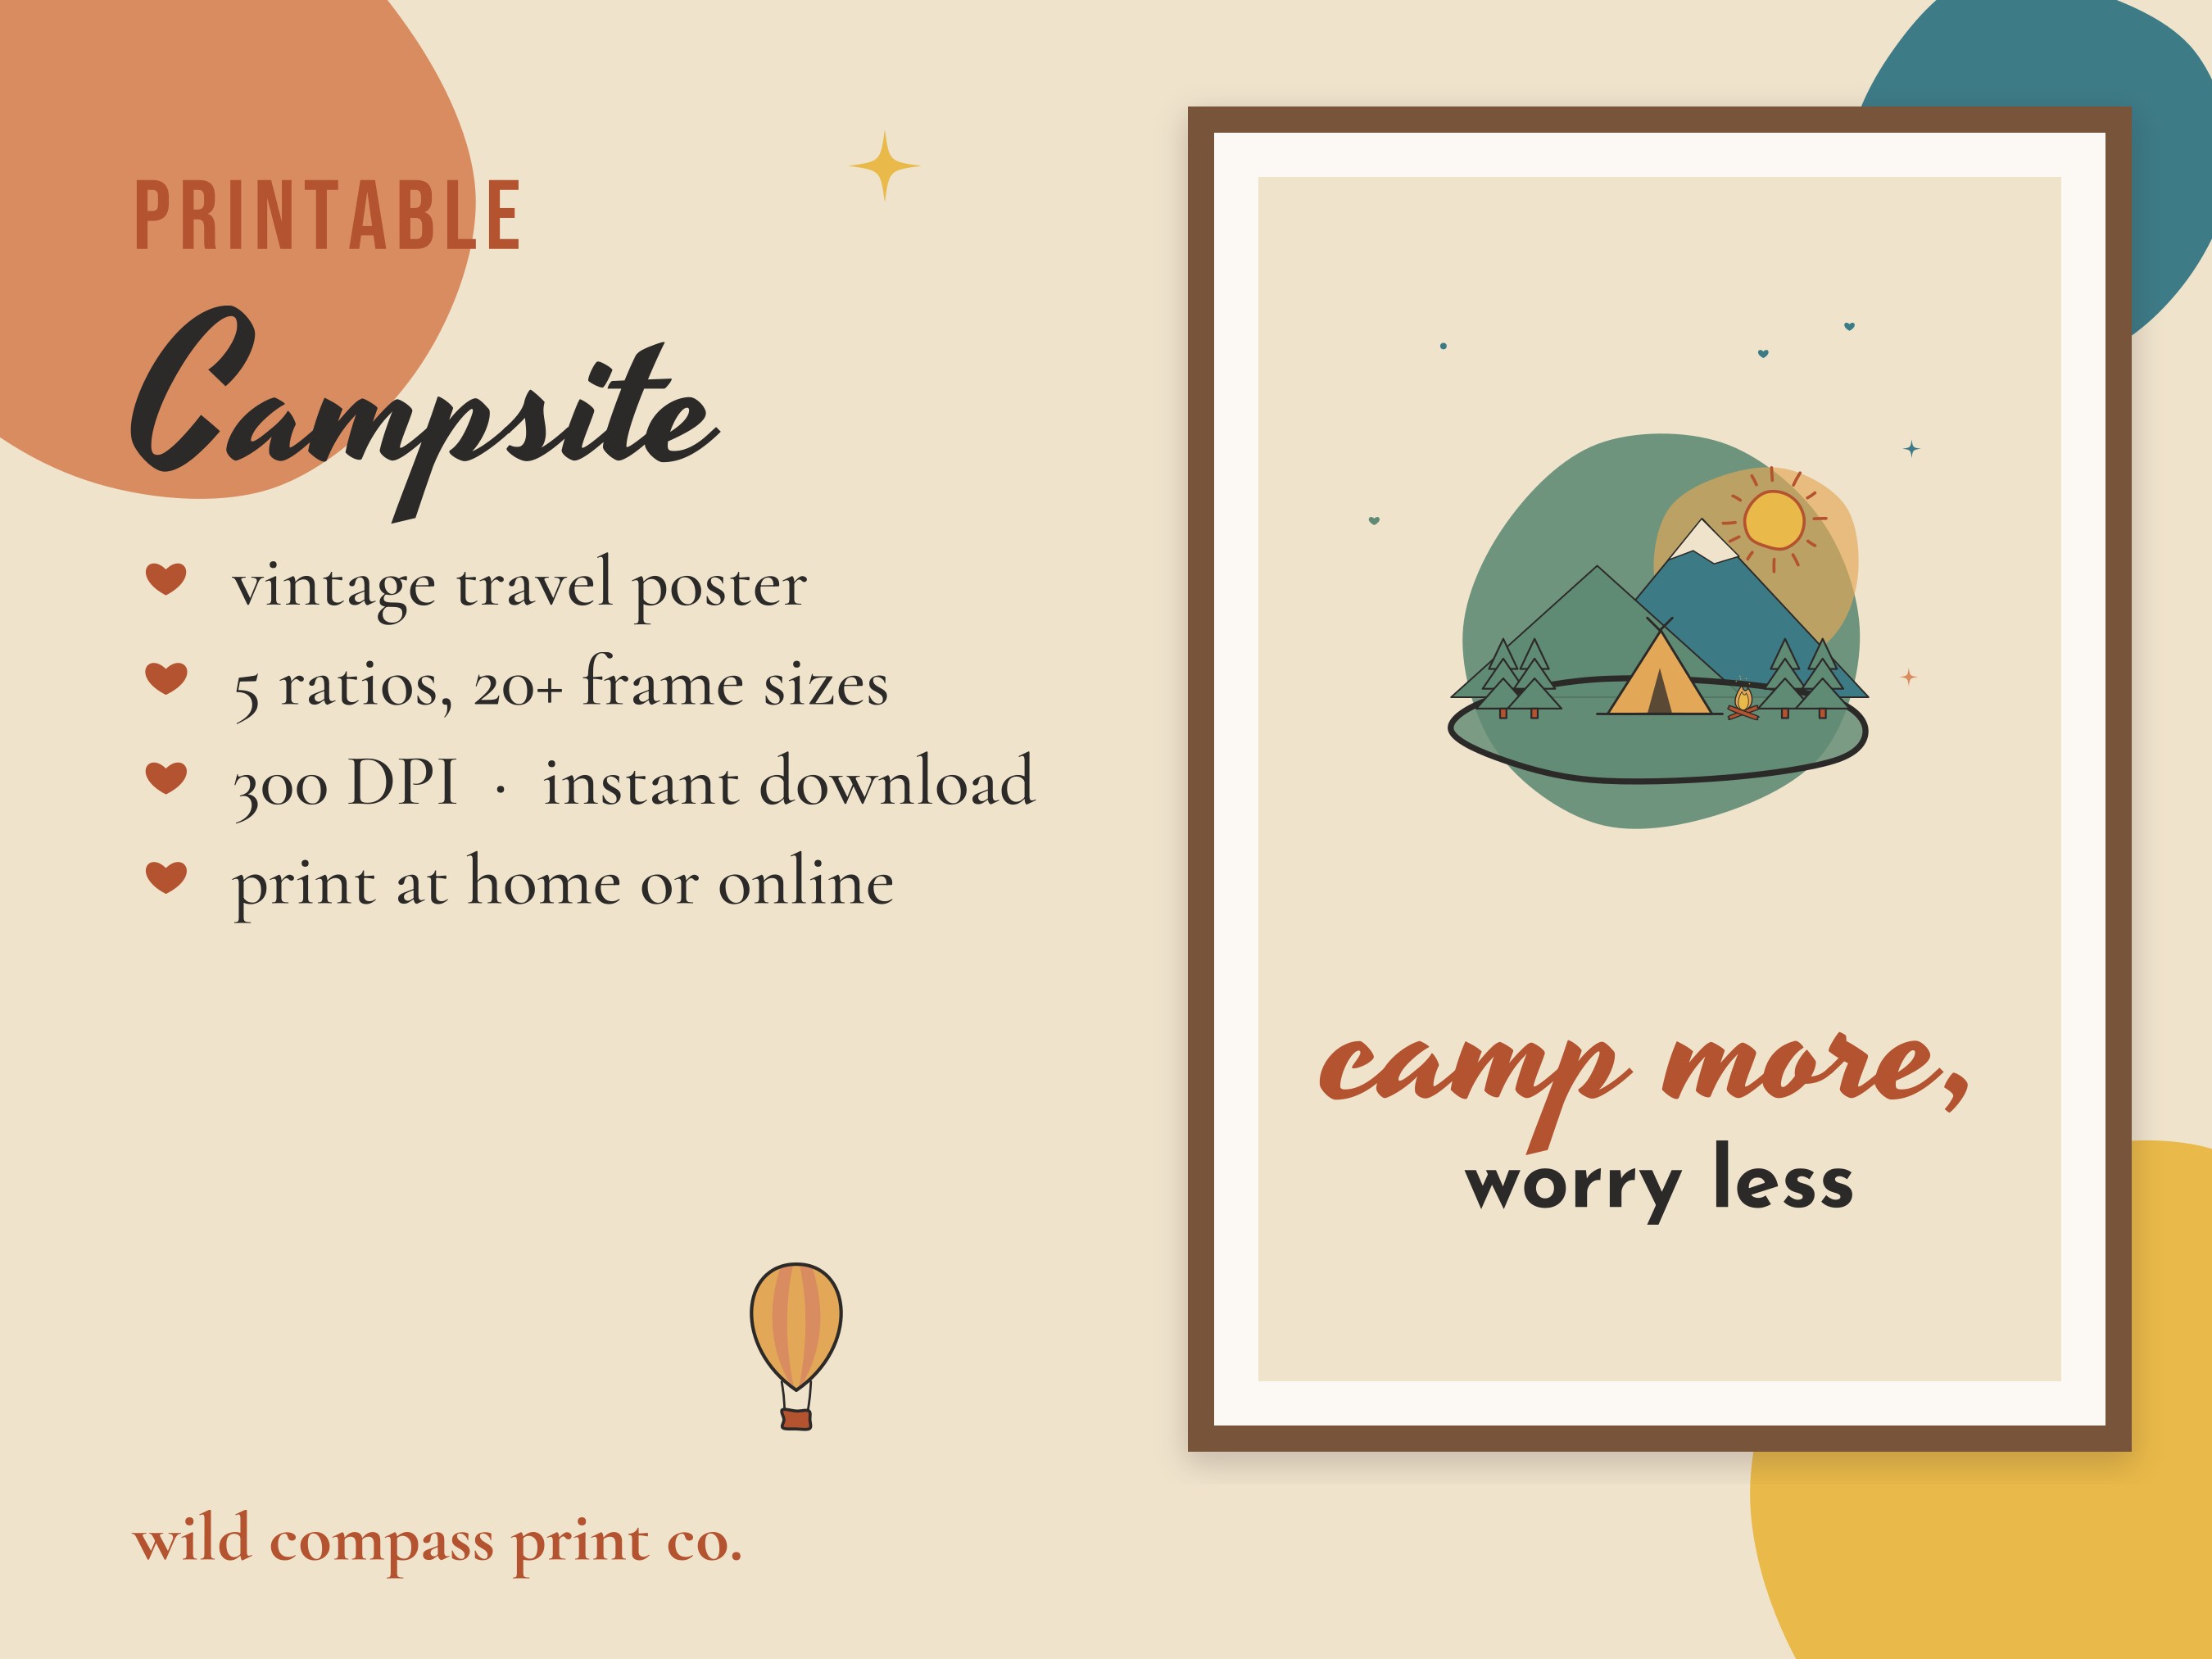 PRINTABLE
Campsite
vintage travel poster
5 ratios, 20+ frame sizes
300 DPI · instant download
print at home or online
wild compass print co.
camp more,
worry less